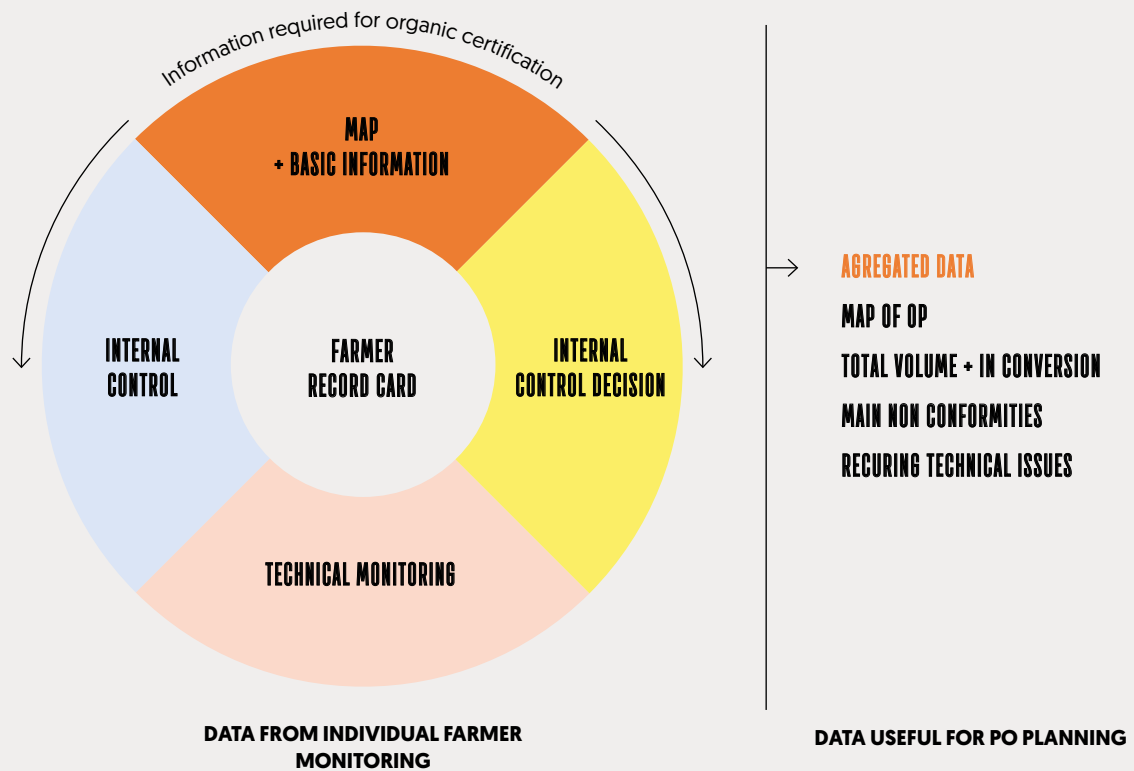 Information required for organic certification
MAP
+ BASIC INFORMATION
INTERNAL
CONTROL
FARMER
RECORD CARD
INTERNAL
CONTROL DECISION
TECHNICAL MONITORING
DATA FROM INDIVIDUAL FARMER
MONITORING
AGREGATED DATA
MAP OF OP
TOTAL VOLUME + IN CONVERSION
MAIN NON CONFORMITIES
RECURING TECHNICAL ISSUES
DATA USEFUL FOR PO PLANNING